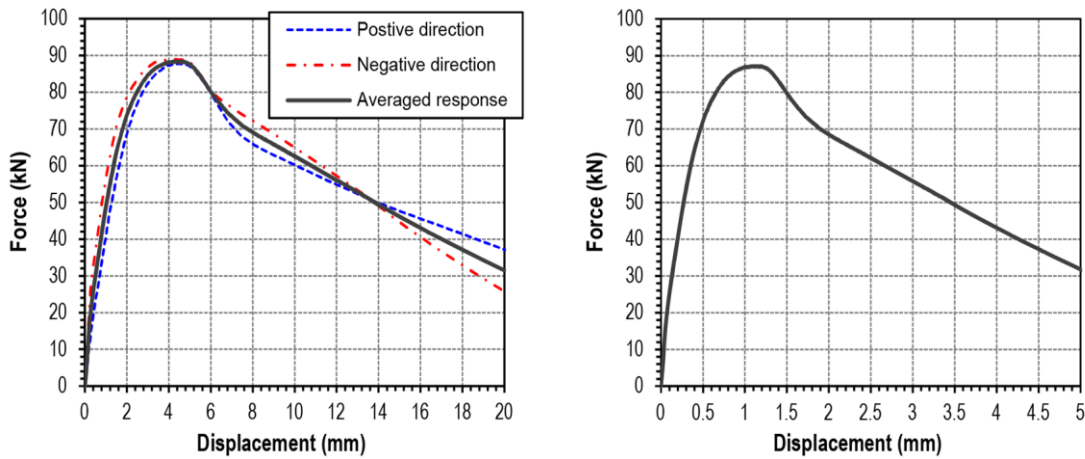 100
90
80
70
60
50
40
30
20
10
0
Force (kN)
0 2 4 6 8 10 12 14 16 18 20
Displacement (mm)
Postive direction
Negative direction
Averaged response
100
90
80
70
60
50
40
30
20
10
0
Force (kN)
0 0.5 1 1.5 2 2.5 3 3.5 4 4.5 5
Displacement (mm)